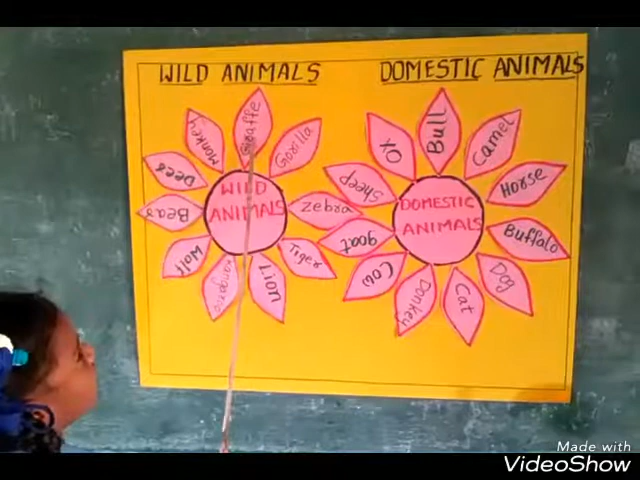 WILD ANIMALS
DOMESTIC ANIMALS
WILD
ANIMALS
Giraffe
Gorilla
Zebra
Tiger
Lion
Kangaroo
Wolf
Bear
Deer
Monkey
DOMESTIC
ANIMALS
Bull
Camel
Horse
Buffalo
Dog
Cat
Donkey
Cow
goat
Sheep
OX
Made with
VideoShow